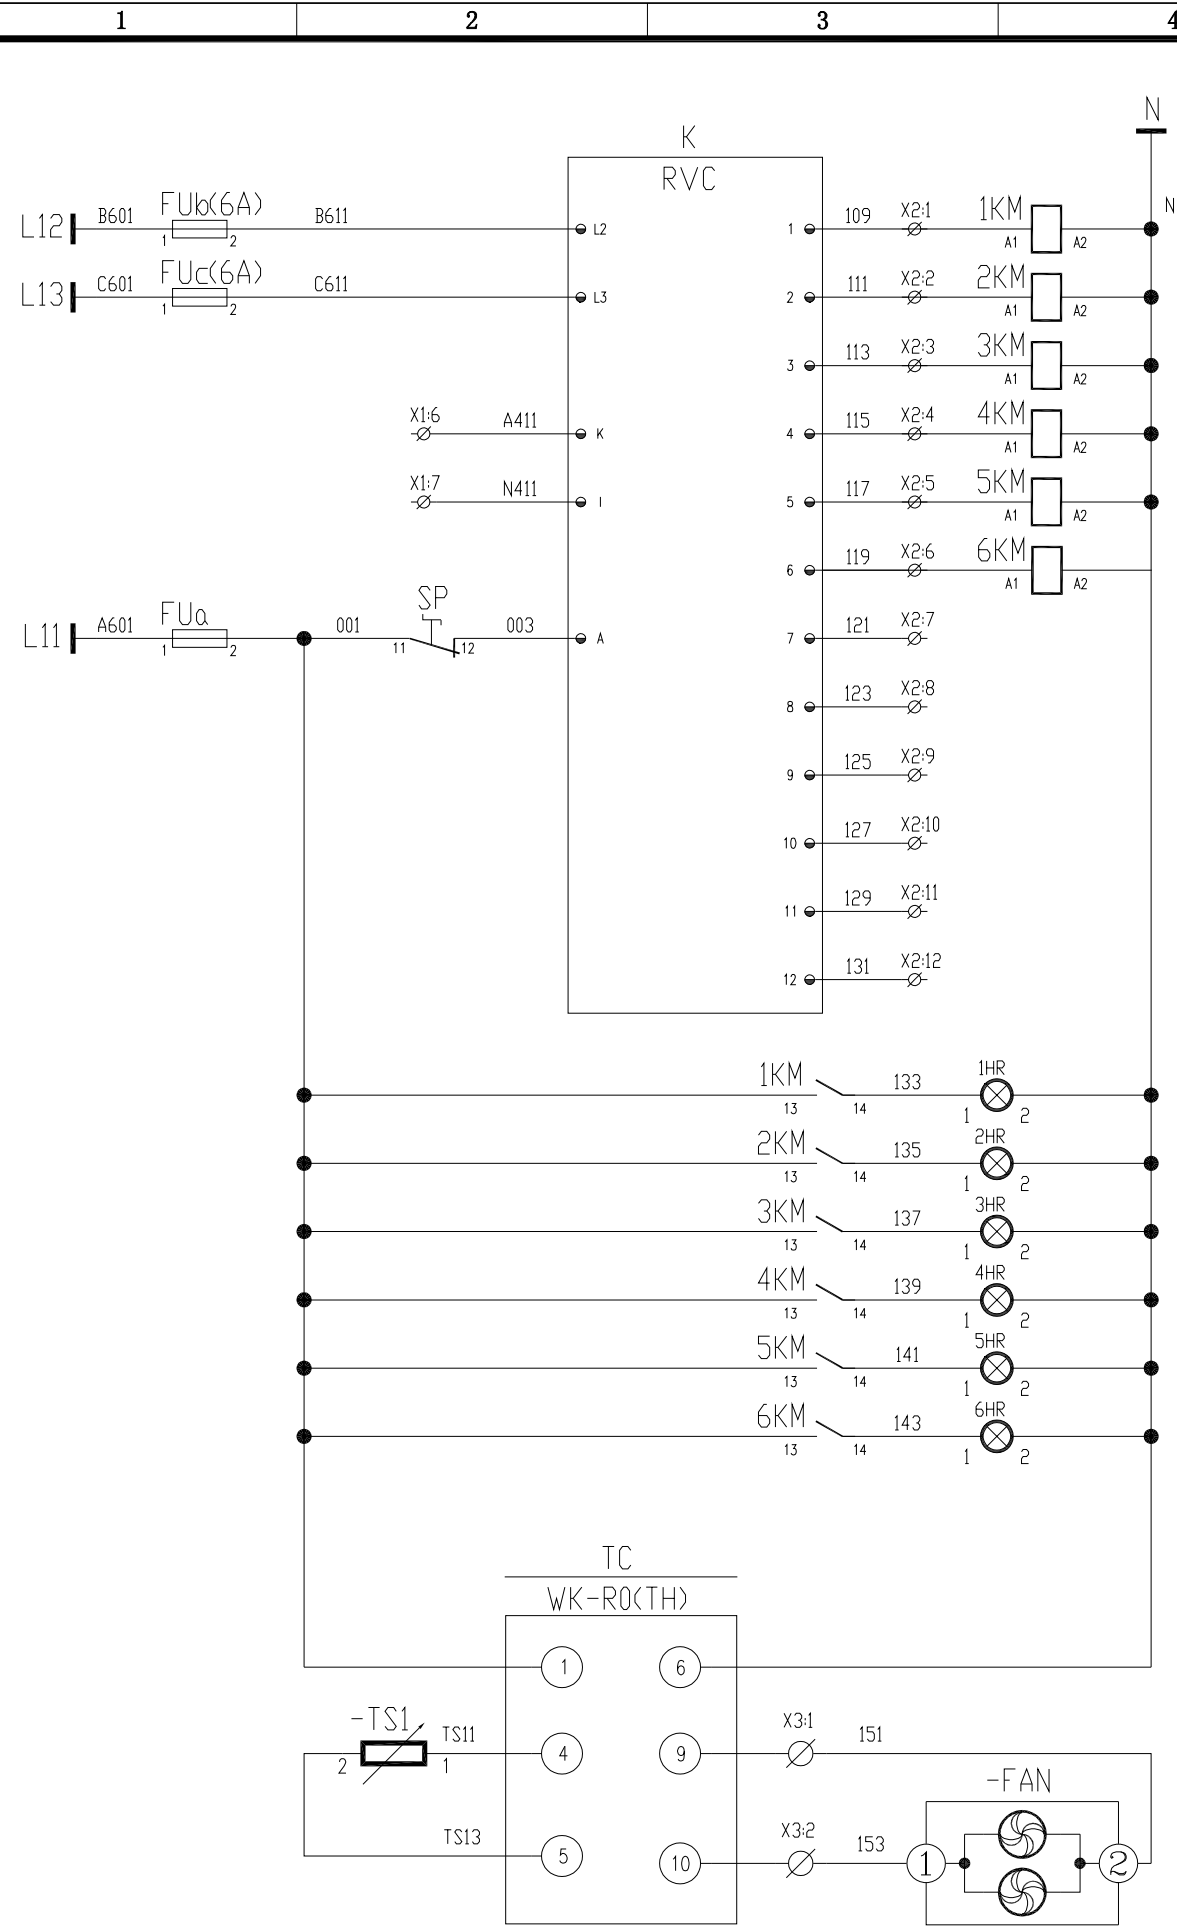 1 2 3 4
N
K
RVC
N
L12 B601 FUb(6A) B611 L2 1 109 X2:1 1KM
1 2 A1 A2
L13 C601 FUc(6A) C611 L3 2 111 X2:2 2KM
1 2 A1 A2
3 113 X2:3 3KM
A1 A2
X1:6 A411 K 4 115 X2:4 4KM
A1 A2
X1:7 N411 I 5 117 X2:5 5KM
A1 A2
6 119 X2:6 6KM
A1 A2
SP
L11 A601 FUa 001 003 A 7 121 X2:7
1 2 11 12
8 123 X2:8
9 125 X2:9
10 127 X2:10
11 129 X2:11
12 131 X2:12
1KM 133 1HR
13 14 1 2
2KM 135 2HR
13 14 1 2
3KM 137 3HR
13 14 1 2
4KM 139 4HR
13 14 1 2
5KM 141 5HR
13 14 1 2
6KM 143 6HR
13 14 1 2
TC
WK-R0(TH)
1 6
-TS1 TS11 4 9 X3:1 151
2 1
-FAN
TS13 5 10 X3:2 153 1 2